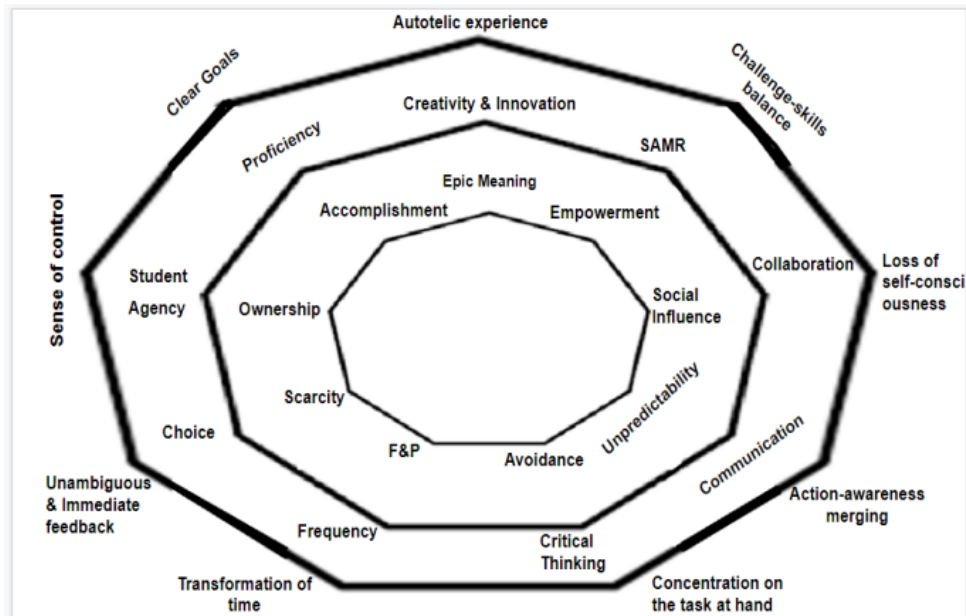 Autotelic experience
Clear Goals
Challenge-skills
balance
Creativity & Innovation
Proficiency
SAMR
Epic Meaning
Accomplishment
Empowerment
Sense of control
Student
Agency
Collaboration
Loss of
self-consci
ousness
Ownership
Social
Influence
Scarcity
Unpredictability
Choice
F&P
Avoidance
Communication
Unambiguous
& Immediate
feedback
Action-awareness
merging
Frequency
Critical
Thinking
Transformation of
time
Concentration on
the task at hand